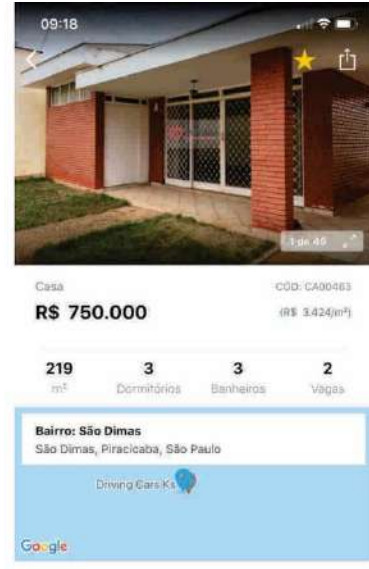 09:18
1 de 40
Casa
CÓD: CA00463
R$ 750.000
(R$ 3.424/m²)
219
3
3
2
m²
Dormitórios
Banheiros
Vagas
Bairro: São Dimas
São Dimas, Piracicaba, São Paulo
Driving Cars Ks
Google